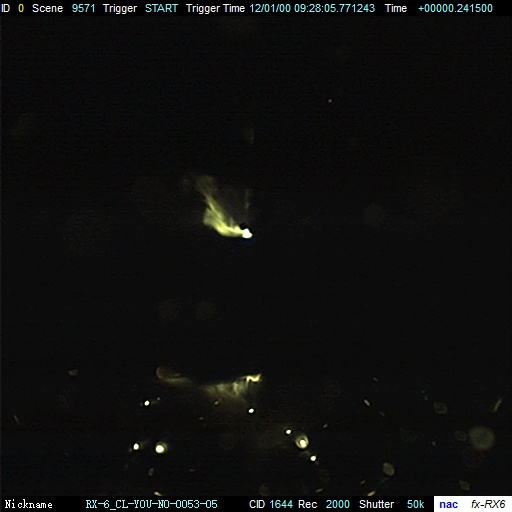 ID 0 Scene 9571 Trigger START Trigger Time 12/01/00 09:28:05.771243 Time +00000.241500
Nickname RX-6_CL-YOU-NO-0053-05 CID 1644 Rec 2000 Shutter 50k nac fx-RX6